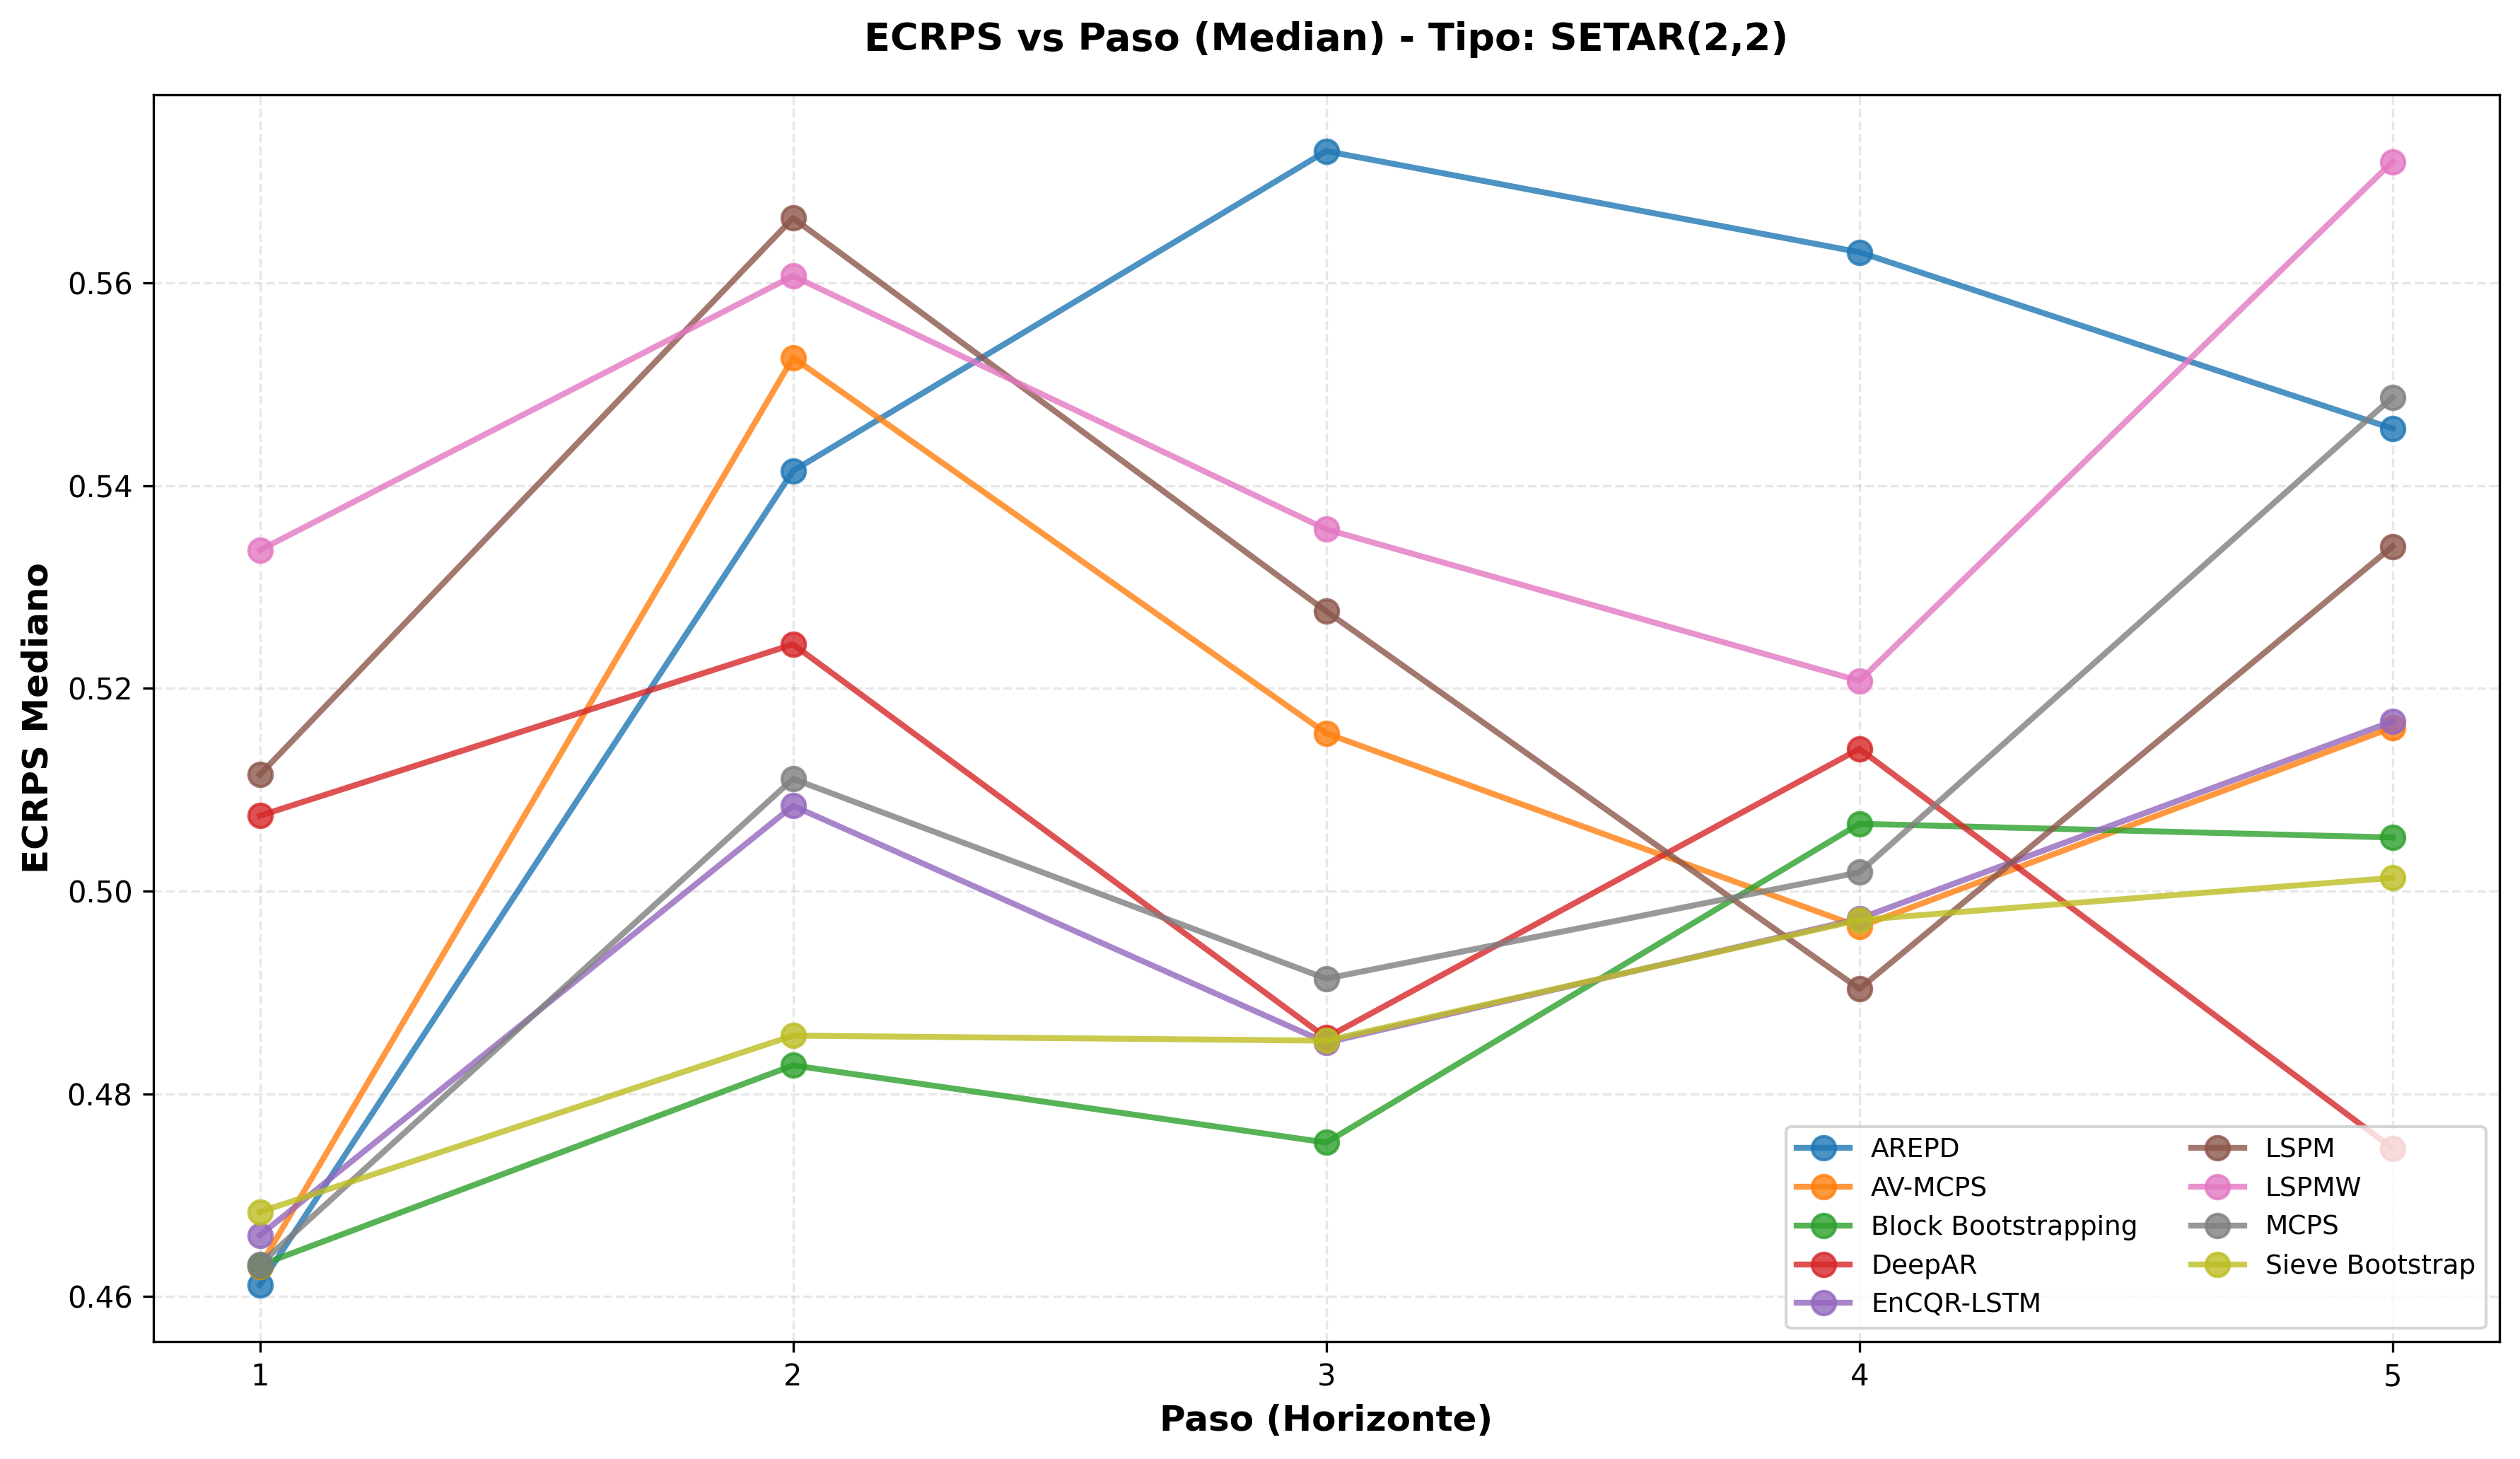 ECRPS vs Paso (Median) - Tipo: SETAR(2,2)
ECRPS Mediano
0.56
0.54
0.52
0.50
0.48
0.46
1 2 3 4 5
Paso (Horizonte)
AREPD
AV-MCPS
Block Bootstrapping
DeepAR
EnCQR-LSTM
LSPM
LSPMW
MCPS
Sieve Bootstrap